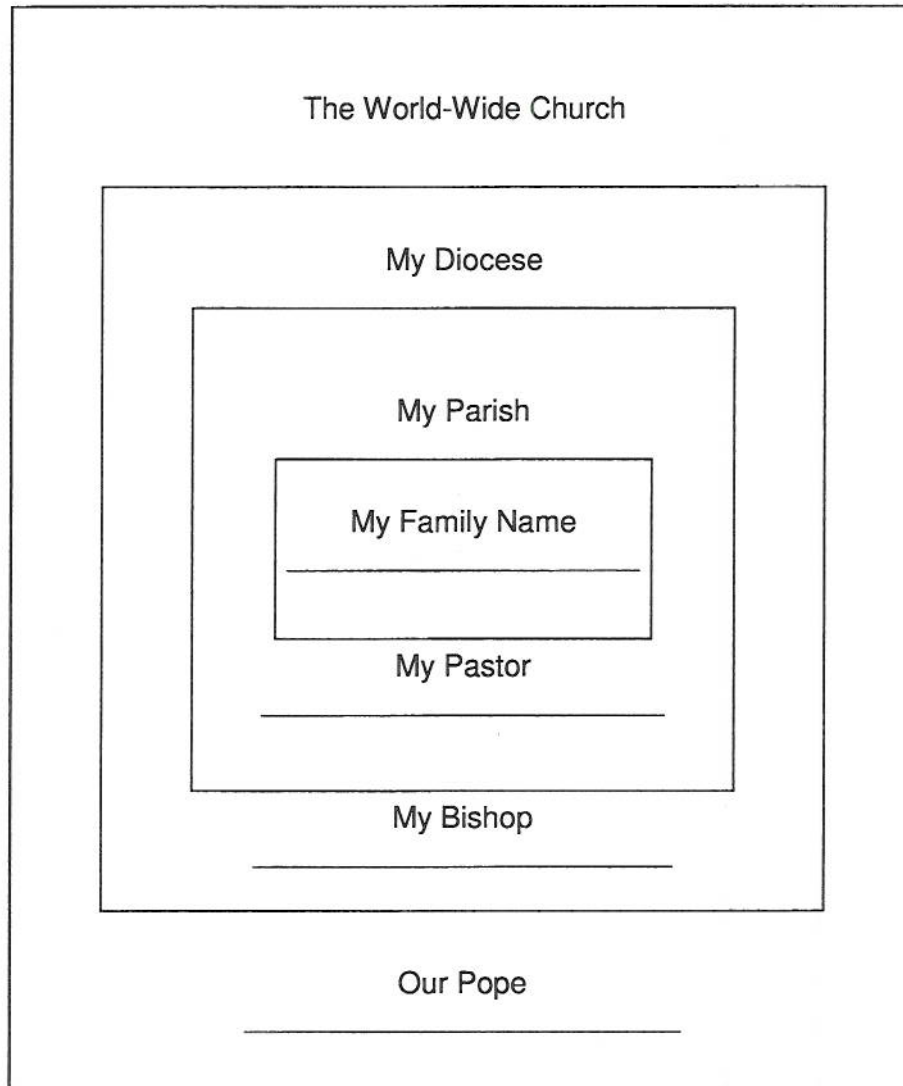 The World-Wide Church
My Diocese
My Parish
My Family Name
My Pastor
My Bishop
Our Pope